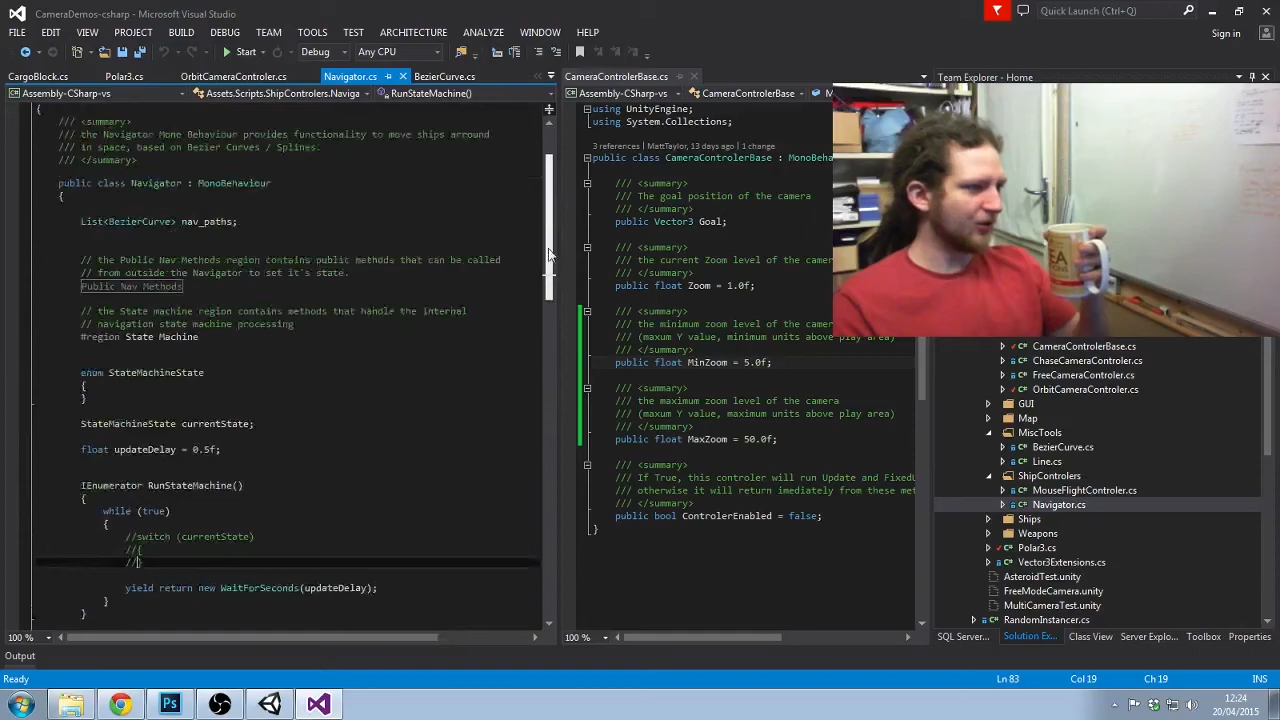 CameraDemos-csharp - Microsoft Visual Studio
Quick Launch (Ctrl+Q)
FILE EDIT VIEW PROJECT BUILD DEBUG TEAM TOOLS TEST ARCHITECTURE ANALYZE WINDOW HELP
Sign in
Start Debug Any CPU
CargoBlock.cs Polar3.cs OrbitCameraControler.cs Navigator.cs BezierCurve.cs
Assembly-CSharp-vs Assets.Scripts.ShipControlers.Naviga RunStateMachine()
{
/// <summary>
/// the Navigator Mono Behaviour provides functionality to move ships arround
/// in space, based on Bezier Curves / Splines.
/// </summary>
public class Navigator : MonoBehaviour
{
List<BezierCurve> nav_paths;
// the Public Nav Methods region contains public methods that can be called
// from outside the Navigator to set it's state.
Public Nav Methods
// the State machine region contains methods that handle the internal
// navigation state machine processing
#region State Machine
enum StateMachineState
{
}
StateMachineState currentState;
float updateDelay = 0.5f;
IEnumerator RunStateMachine()
{
while (true)
{
//switch (currentState)
//{
//}
yield return new WaitForSeconds(updateDelay);
}
}
100 %
CameraControlerBase.cs
Assembly-CSharp-vs CameraControlerBase M
using UnityEngine;
using System.Collections;
3 references | MattTaylor, 13 days ago | 1 change
public class CameraControlerBase : MonoBeha
{
/// <summary>
/// The goal position of the camera
/// </summary>
public Vector3 Goal;
/// <summary>
/// the current Zoom level of the came
/// </summary>
public float Zoom = 1.0f;
/// <summary>
/// the minimum zoom level of the camer
/// (maxum Y value, minimum units above play area)
/// </summary>
public float MinZoom = 5.0f;
/// <summary>
/// the maximum zoom level of the camera
/// (maxum Y value, maximum units above play area)
/// </summary>
public float MaxZoom = 50.0f;
/// <summary>
/// If True, this controler will run Update and FixedU
/// otherwise it will return imediately from these met
/// </summary>
public bool ControlerEnabled = false;
}
100 %
Team Explorer - Home
CameraControlerBase.cs
ChaseCameraControler.cs
FreeCameraControler.cs
OrbitCameraControler.cs
GUI
Map
MiscTools
BezierCurve.cs
Line.cs
ShipControlers
MouseFlightControler.cs
Navigator.cs
Ships
Weapons
Polar3.cs
Vector3Extensions.cs
AsteroidTest.unity
FreeModeCamera.unity
MultiCameraTest.unity
RandomInstancer.cs
SQL Server... Solution Ex... Class View Server Explo... Toolbox Properties
Output
Ready Ln 83 Col 19 Ch 19 INS
Ps
12:24
20/04/2015